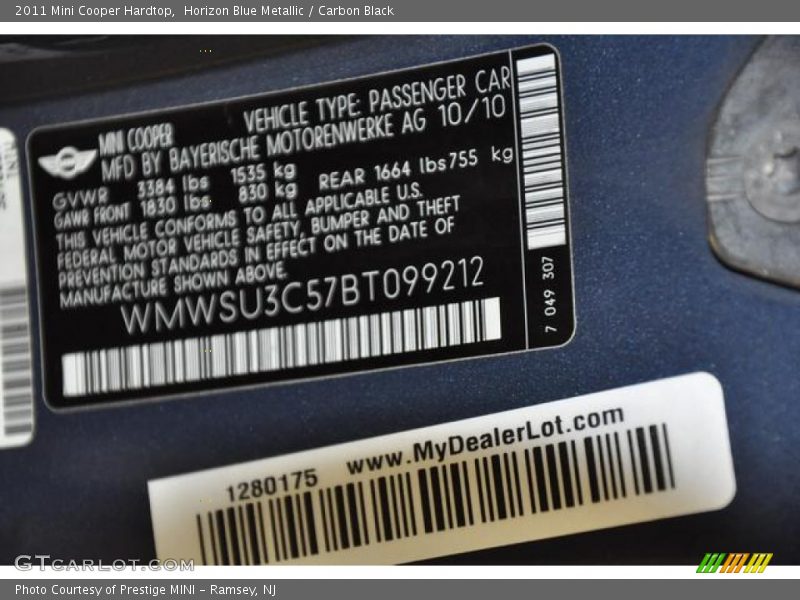 2011 Mini Cooper Hardtop,  Horizon Blue Metallic / Carbon Black
MINI COOPER
VEHICLE TYPE: PASSENGER CAR
MFD BY BAYERISCHE MOTORENWERKE AG 10/10
GVWR 3384 lbs 1535 kg
GAWR FRONT 1830 lbs 830 kg REAR 1664 lbs 755 kg
THIS VEHICLE CONFORMS TO ALL APPLICABLE U.S.
FEDERAL MOTOR VEHICLE SAFETY, BUMPER AND THEFT
PREVENTION STANDARDS IN EFFECT ON THE DATE OF
MANUFACTURE SHOWN ABOVE.
WMWSU3C57BT099212
7 049 307
1280175 www.MyDealerLot.com
GTCARLOT.COM
Photo Courtesy of Prestige MINI - Ramsey, NJ